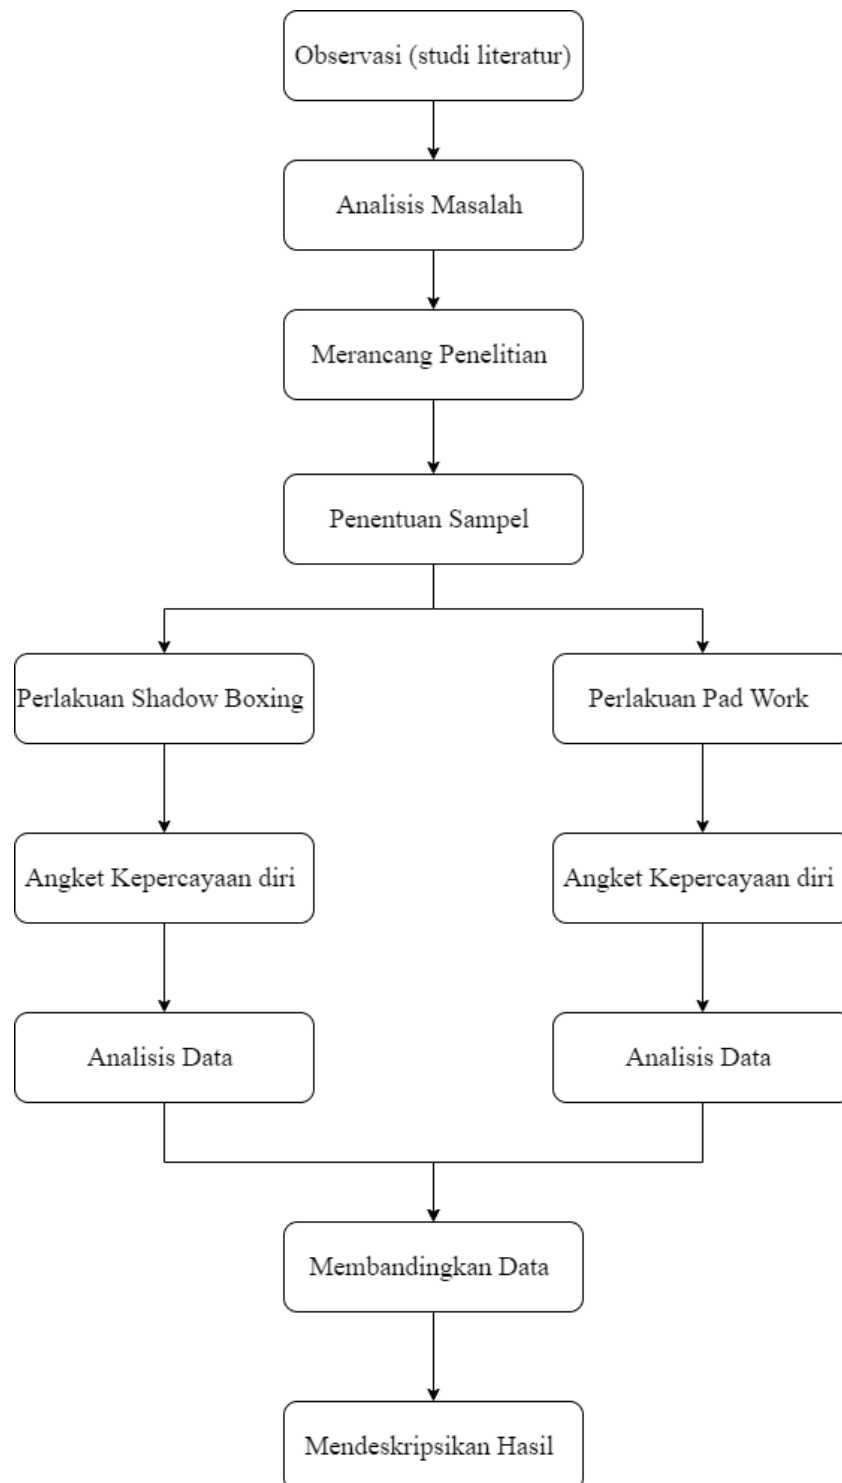 Observasi (studi literatur)
Analisis Masalah
Merancang Penelitian
Penentuan Sampel
Perlakuan Shadow Boxing
Perlakuan Pad Work
Angket Kepercayaan diri
Angket Kepercayaan diri
Analisis Data
Analisis Data
Membandingkan Data
Mendeskripsikan Hasil